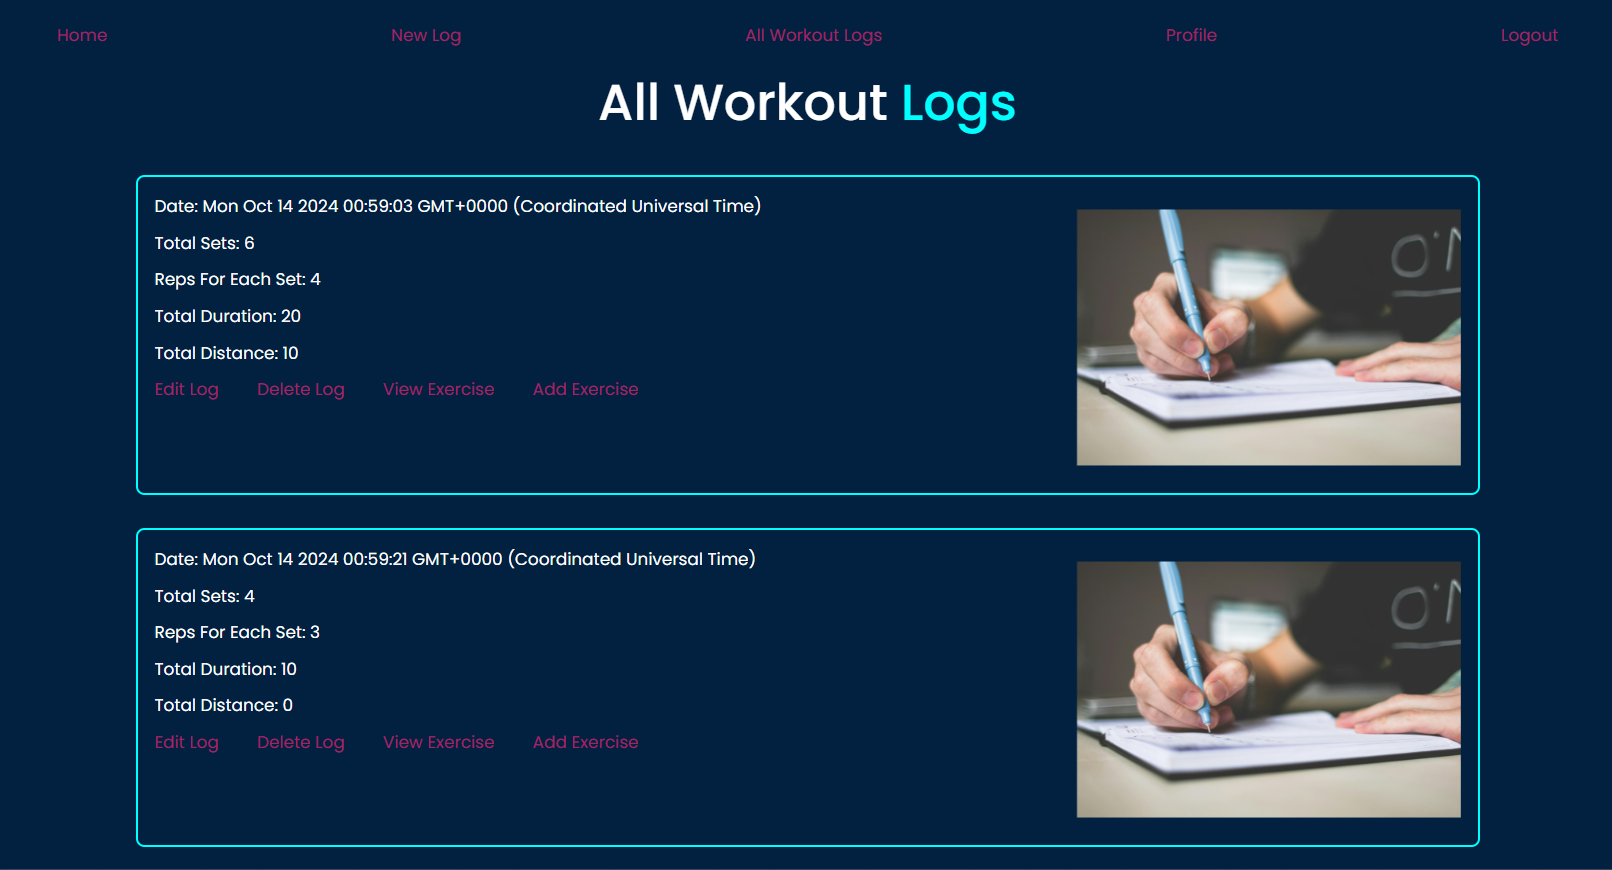 Home New Log All Workout Logs Profile Logout
All Workout Logs
Date: Mon Oct 14 2024 00:59:03 GMT+0000 (Coordinated Universal Time)
Total Sets: 6
Reps For Each Set: 4
Total Duration: 20
Total Distance: 10
Edit Log Delete Log View Exercise Add Exercise
Date: Mon Oct 14 2024 00:59:21 GMT+0000 (Coordinated Universal Time)
Total Sets: 4
Reps For Each Set: 3
Total Duration: 10
Total Distance: 0
Edit Log Delete Log View Exercise Add Exercise